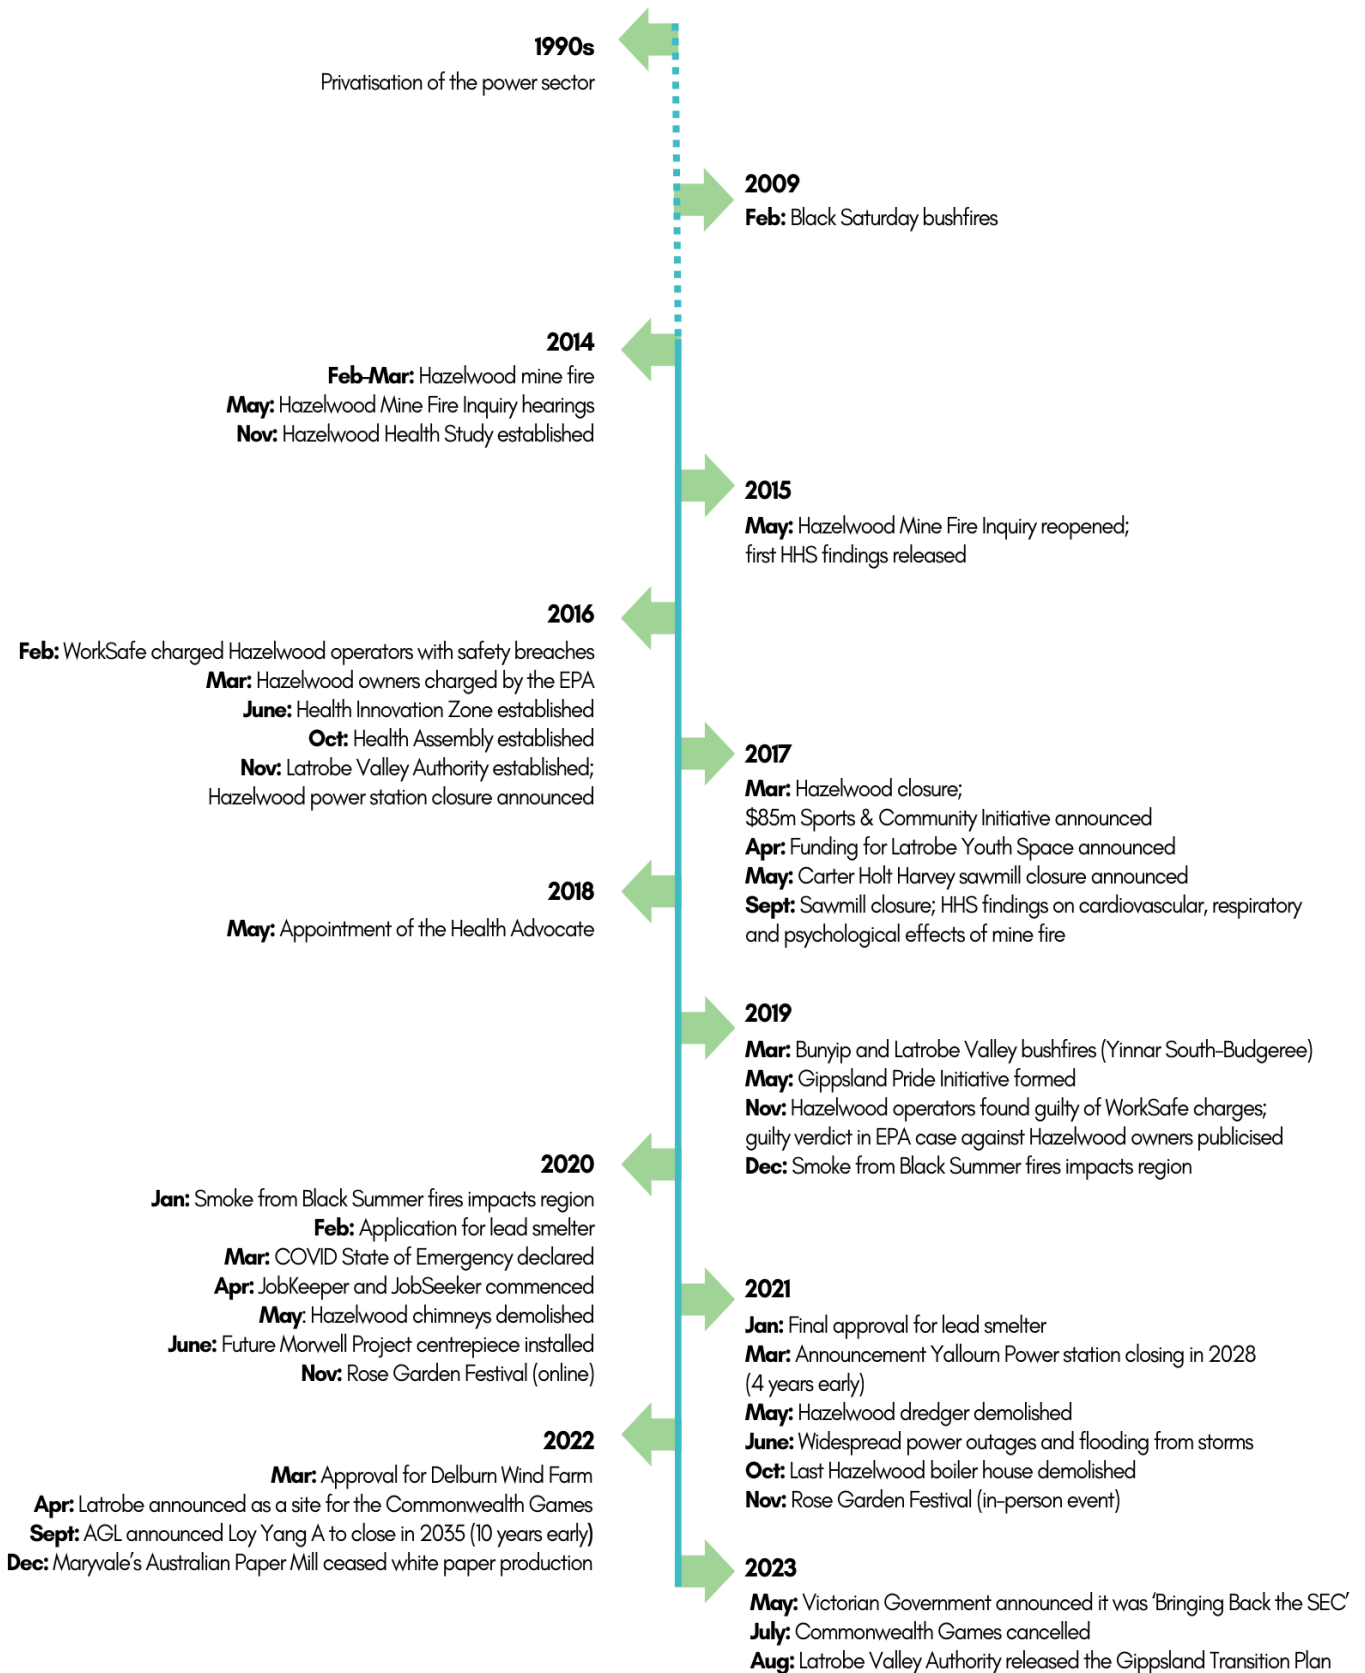 1990s
Privatisation of the power sector
2009
Feb: Black Saturday bushfires
2014
Feb-Mar: Hazelwood mine fire
May: Hazelwood Mine Fire Inquiry hearings
Nov: Hazelwood Health Study established
2015
May: Hazelwood Mine Fire Inquiry reopened;
first HHS findings released
2016
Feb: WorkSafe charged Hazelwood operators with safety breaches
Mar: Hazelwood owners charged by the EPA
June: Health Innovation Zone established
Oct: Health Assembly established
Nov: Latrobe Valley Authority established;
Hazelwood power station closure announced
2017
Mar: Hazelwood closure;
$85m Sports & Community Initiative announced
Apr: Funding for Latrobe Youth Space announced
May: Carter Holt Harvey sawmill closure announced
Sept: Sawmill closure; HHS findings on cardiovascular, respiratory
and psychological effects of mine fire
2018
May: Appointment of the Health Advocate
2019
Mar: Bunyip and Latrobe Valley bushfires (Yinnar South-Budgeree)
May: Gippsland Pride Initiative formed
Nov: Hazelwood operators found guilty of WorkSafe charges;
guilty verdict in EPA case against Hazelwood owners publicised
Dec: Smoke from Black Summer fires impacts region
2020
Jan: Smoke from Black Summer fires impacts region
Feb: Application for lead smelter
Mar: COVID State of Emergency declared
Apr: JobKeeper and JobSeeker commenced
May: Hazelwood chimneys demolished
June: Future Morwell Project centrepiece installed
Nov: Rose Garden Festival (online)
2021
Jan: Final approval for lead smelter
Mar: Announcement Yallourn Power station closing in 2028
(4 years early)
May: Hazelwood dredger demolished
June: Widespread power outages and flooding from storms
Oct: Last Hazelwood boiler house demolished
Nov: Rose Garden Festival (in-person event)
2022
Mar: Approval for Delburn Wind Farm
Apr: Latrobe announced as a site for the Commonwealth Games
Sept: AGL announced Loy Yang A to close in 2035 (10 years early)
Dec: Maryvale's Australian Paper Mill ceased white paper production
2023
May: Victorian Government announced it was 'Bringing Back the SEC'
July: Commonwealth Games cancelled
Aug: Latrobe Valley Authority released the Gippsland Transition Plan